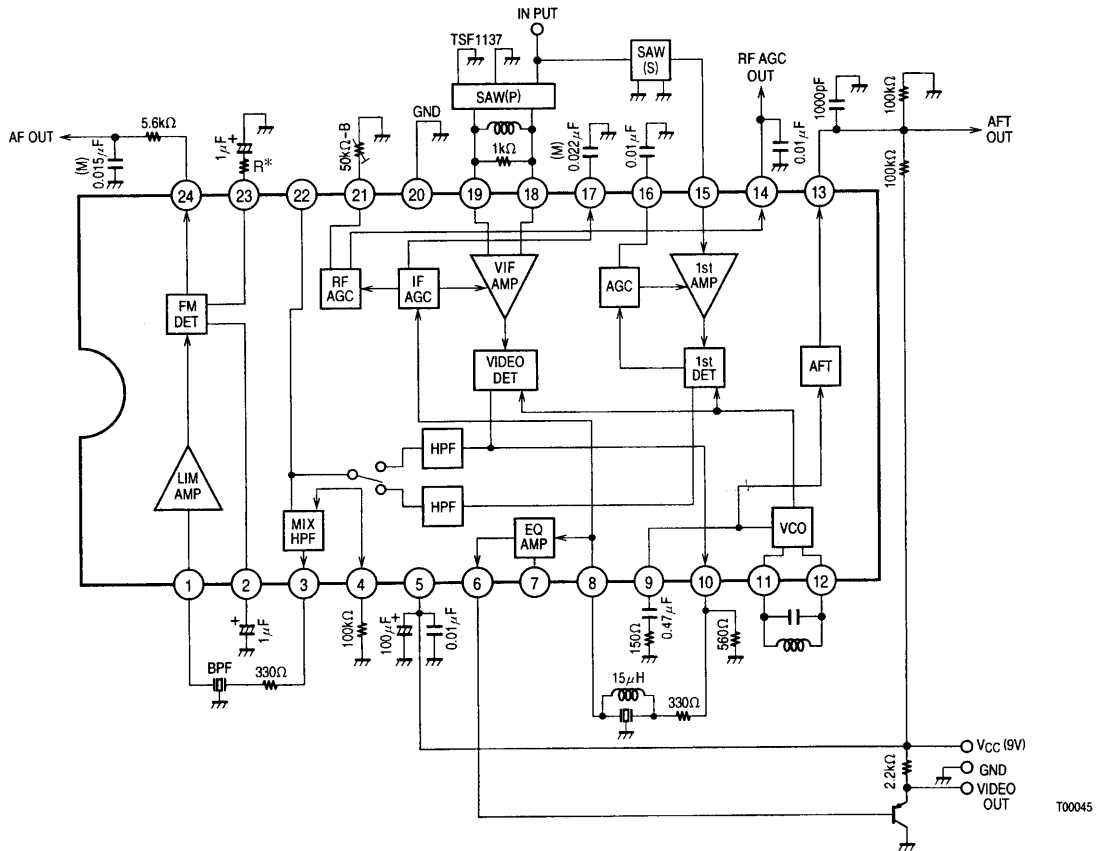 IN PUT
TSF1137
SAW
(S)
RF AGC
OUT
1000pF
100kΩ
SAW(P)
GND
AF OUT
5.6kΩ
AFT
OUT
(M)
0.015μF
1μF
R*
50kΩ-B
1kΩ
(M)
0.022μF
0.01μF
0.01μF
100kΩ
24
23
22
21
20
19
18
17
16
15
14
13
VIF
AMP
1st
AMP
RF
AGC
IF
AGC
AGC
FM
DET
VIDEO
DET
1st
DET
AFT
HPF
LIM
AMP
HPF
MIX
HPF
EQ
AMP
VCO
1
2
3
4
5
6
7
8
9
10
11
12
1μF
100kΩ
100μF
0.01μF
150Ω
0.47μF
560Ω
BPF
330Ω
15μH
330Ω
VCC (9V)
2.2kΩ
GND
VIDEO
OUT
T00045